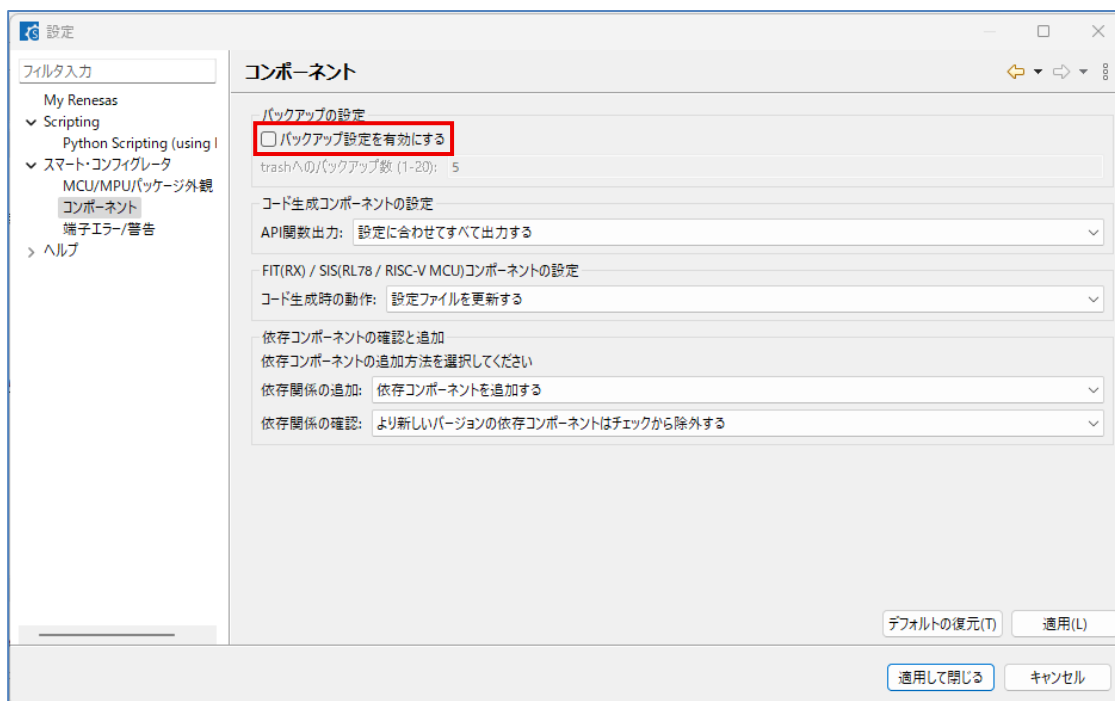 設定
フィルタ入力
My Renesas
Scripting
Python Scripting (using
スマート・コンフィグレータ
MCU/MPUパッケージ外観
コンポーネント
端子エラー/警告
ヘルプ
コンポーネント
バックアップの設定
バックアップ設定を有効にする
trashへのバックアップ数 (1-20): 5
コード生成コンポーネントの設定
API関数出力: 設定に合わせてすべて出力する
FIT(RX) / SIS(RL78 / RISC-V MCU)コンポーネントの設定
コード生成時の動作: 設定ファイルを更新する
依存コンポーネントの確認と追加
依存コンポーネントの追加方法を選択してください
依存関係の追加: 依存コンポーネントを追加する
依存関係の確認: より新しいバージョンの依存コンポーネントはチェックから除外する
デフォルトの復元(T) 適用(L)
適用して閉じる キャンセル